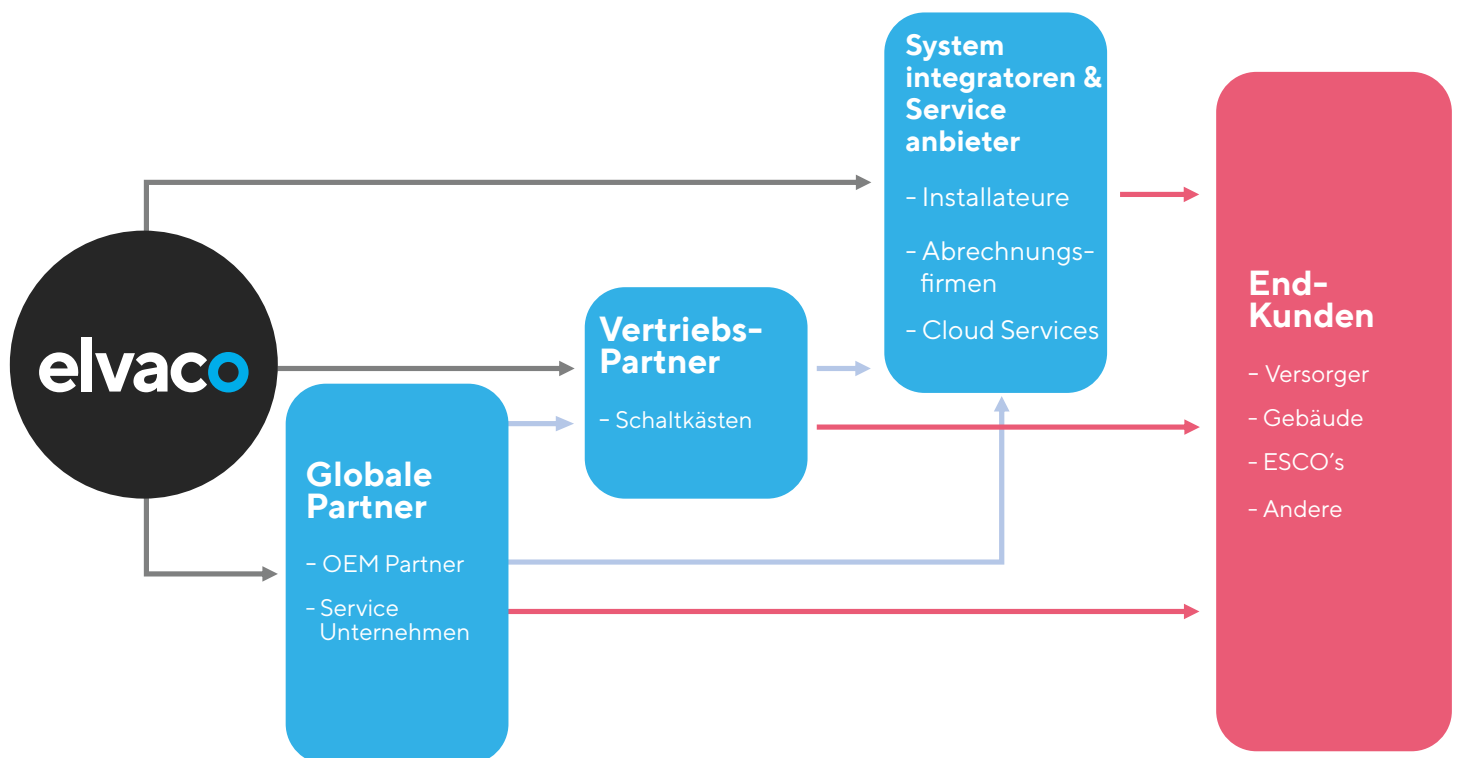 elvaco
Globale
Partner
- OEM Partner
- Service
Unternehmen
Vertriebs-
Partner
- Schaltkästen
System
integratoren &
Service
anbieter
- Installateure
- Abrechnungs-
firmen
- Cloud Services
End-
Kunden
- Versorger
- Gebäude
- ESCO's
- Andere